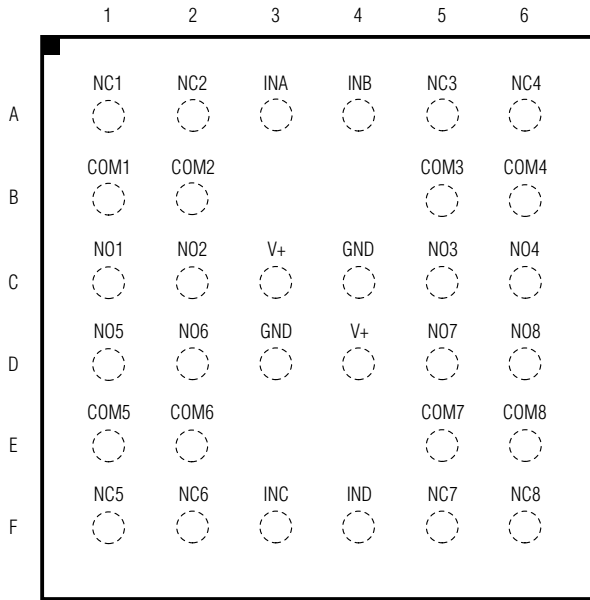 1 2 3 4 5 6
NC1 NC2 INA INB NC3 NC4
A
COM1 COM2 COM3 COM4
B
NO1 NO2 V+ GND NO3 NO4
C
NO5 NO6 GND V+ NO7 NO8
D
COM5 COM6 COM7 COM8
E
NC5 NC6 INC IND NC7 NC8
F